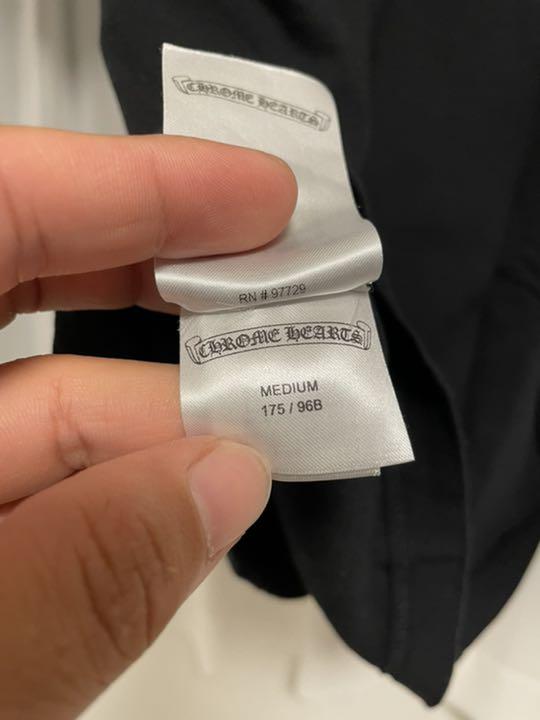 CHROME HEARTS
RN # 97729
CHROME HEARTS
MEDIUM
175 / 96B